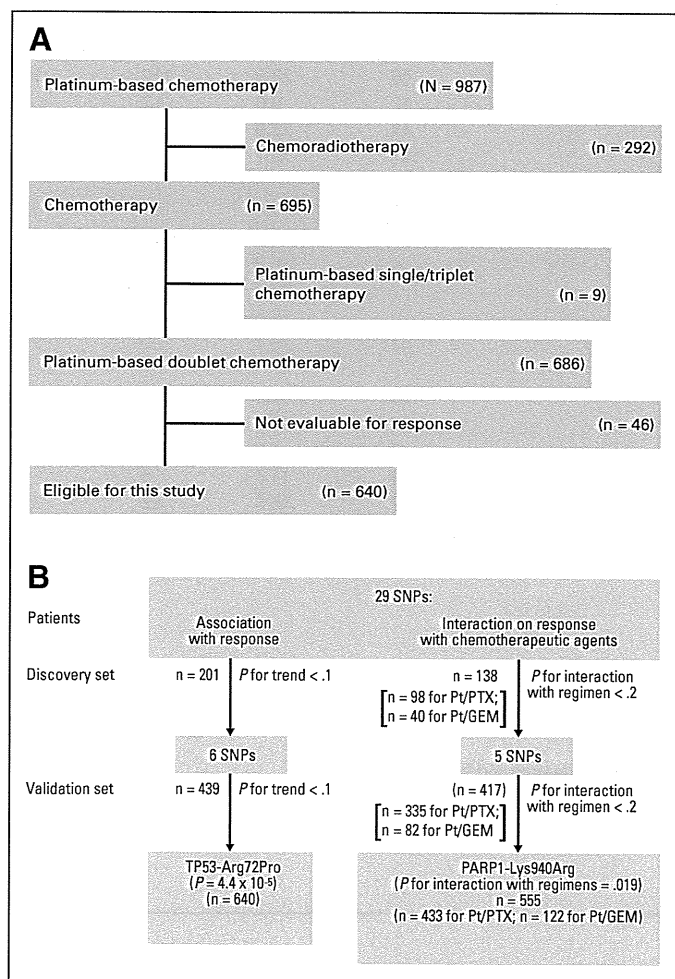 A
Platinum-based chemotherapy (N = 987)
Chemoradiotherapy (n = 292)
Chemotherapy (n = 695)
Platinum-based single/triplet
chemotherapy (n = 9)
Platinum-based doublet chemotherapy (n = 686)
Not evaluable for response (n = 46)
Eligible for this study (n = 640)
B
29 SNPs:
Patients
Association
with response
Interaction on response
with chemotherapeutic agents
Discovery set
n = 201 P for trend < .1
n = 138
[n = 98 for Pt/PTX;
n = 40 for Pt/GEM]
P for interaction
with regimen < .2
6 SNPs
5 SNPs
Validation set
n = 439 P for trend < .1
(n = 417)
[n = 335 for Pt/PTX;
n = 82 for Pt/GEM]
P for interaction
with regimen < .2
TP53-Arg72Pro
(P = 4.4 x 10-5)
(n = 640)
PARP1-Lys940Arg
(P for interaction with regimens = .019)
n = 555
(n = 433 for Pt/PTX; n = 122 for Pt/GEM)